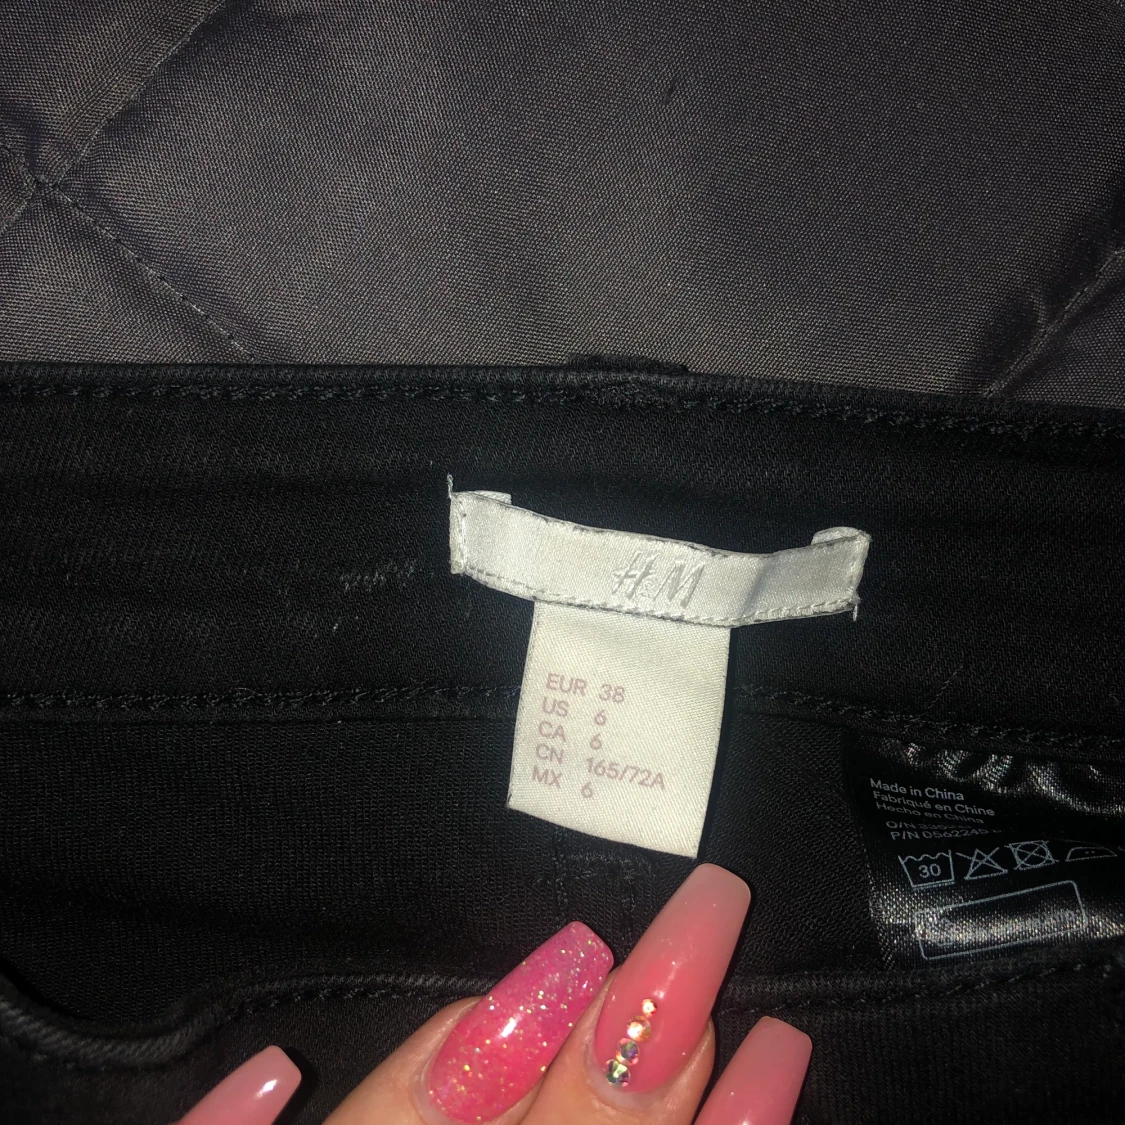 H&M
EUR 38
US 6
CA 6
CN 165/72A
MX 6
Made in China
Fabriqué en Chine
Hecho en China
O/N
P/N 0562245
30